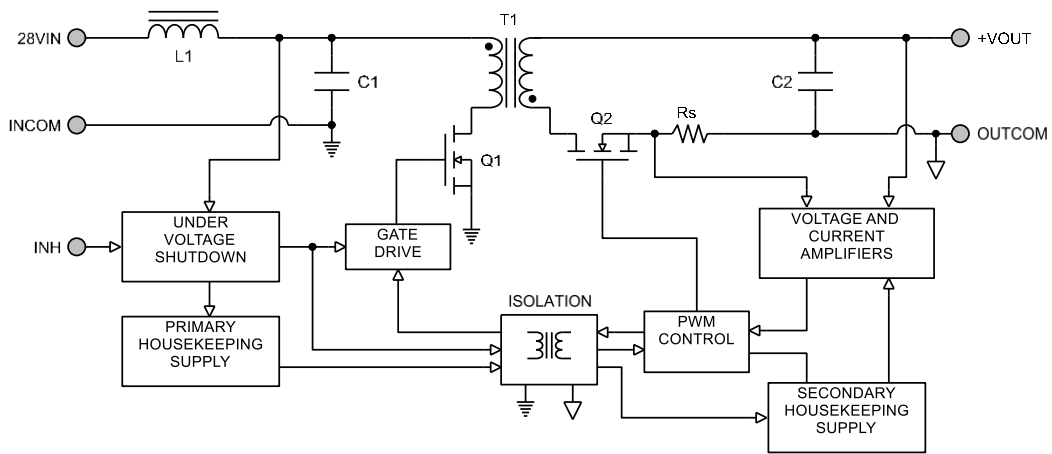 T1
28VIN
+VOUT
L1
C1
C2
INCOM
Q2
Rs
OUTCOM
Q1
INH
UNDER
VOLTAGE
SHUTDOWN
GATE
DRIVE
VOLTAGE AND
CURRENT
AMPLIFIERS
ISOLATION
PRIMARY
HOUSEKEEPING
SUPPLY
PWM
CONTROL
SECONDARY
HOUSEKEEPING
SUPPLY